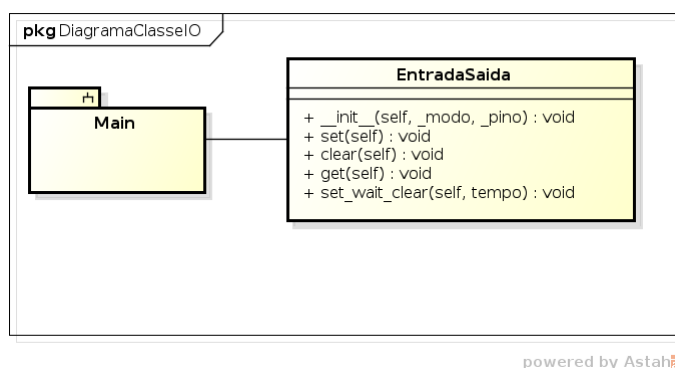 pkg DiagramaClasseIO
Main
EntradaSaida
+ __init__(self, _modo, _pino) : void
+ set(self) : void
+ clear(self) : void
+ get(self) : void
+ set_wait_clear(self, tempo) : void
powered by Astah